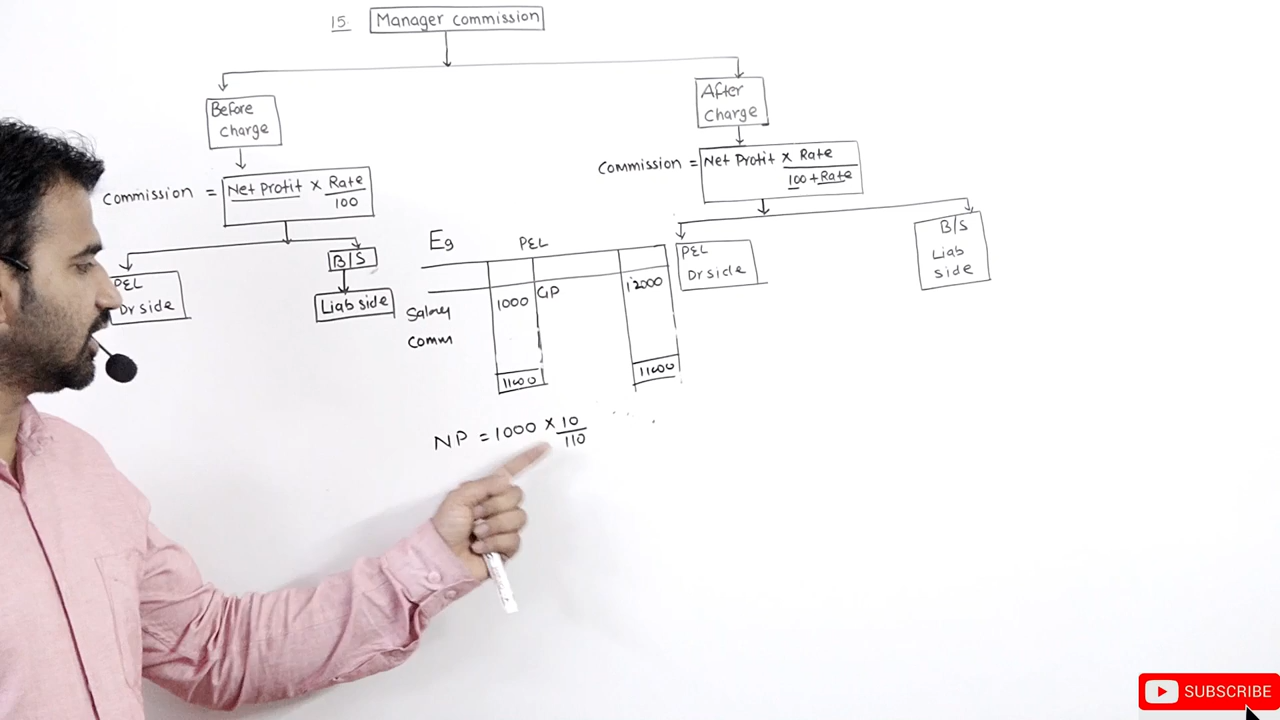 15. Manager commission
Before
charge
After
charge
Commission = Net Profit × Rate
100
Commission = Net Profit × Rate
100 + Rate
P&L
Dr side
B/S
Liab side
P&L
Dr side
B/S
Liab
side
Eg
P&L
Salary 1000 GP 12000
Comm
11000 11000
NP = 1000 × 10
110
SUBSCRIBE